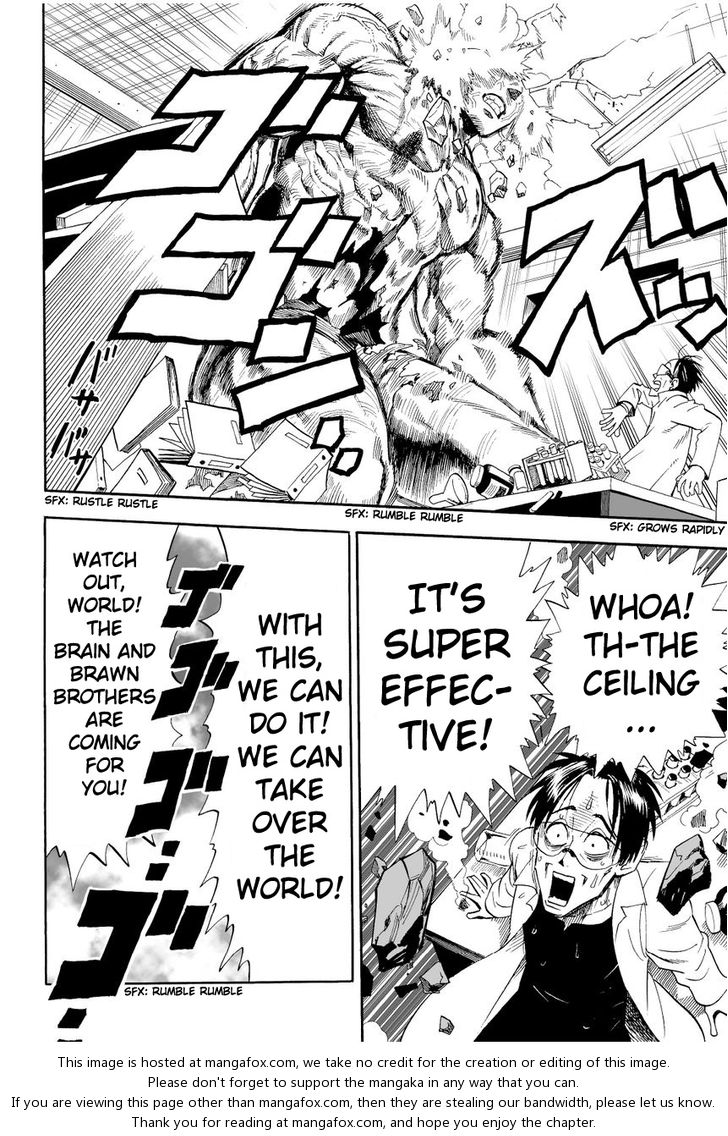 ズズッ
ゴゴゴ...
バサバサ
SFX: GROWS RAPIDLY
SFX: RUMBLE RUMBLE
SFX: RUSTLE RUSTLE
WHOA!
TH-THE
CEILING
...
IT'S
SUPER
EFFEC-
TIVE!
WITH
THIS,
WE CAN
DO IT!
WE CAN
TAKE
OVER
THE
WORLD!
ゴゴゴ...ゴ...
WATCH
OUT,
WORLD!
THE
BRAIN AND
BRAWN
BROTHERS
ARE
COMING
FOR
YOU!
SFX: RUMBLE RUMBLE
This image is hosted at mangafox.com, we take no credit for the creation or editing of this image.
Please don't forget to support the mangaka in any way that you can.
If you are viewing this page other than mangafox.com, then they are stealing our bandwidth, please let us know.
Thank you for reading at mangafox.com, and hope you enjoy the chapter.